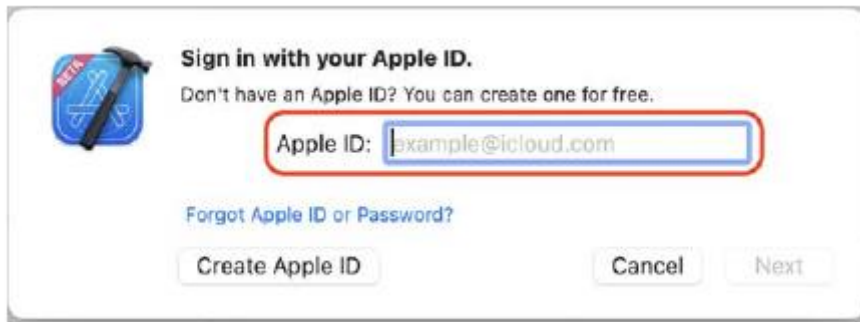 BETA
Sign in with your Apple ID.
Don't have an Apple ID? You can create one for free.
Apple ID: example@icloud.com
Forgot Apple ID or Password?
Create Apple ID Cancel Next